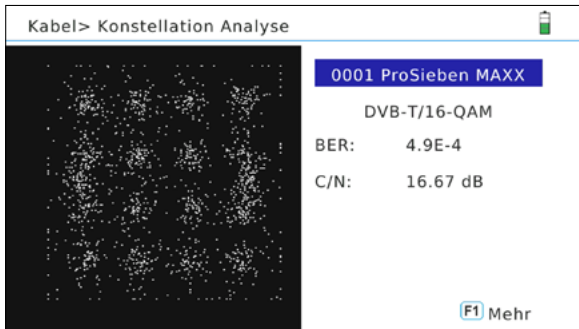 Kabel> Konstellation Analyse
0001 ProSieben MAXX
DVB-T/16-QAM
BER: 4.9E-4
C/N: 16.67 dB
F1 Mehr